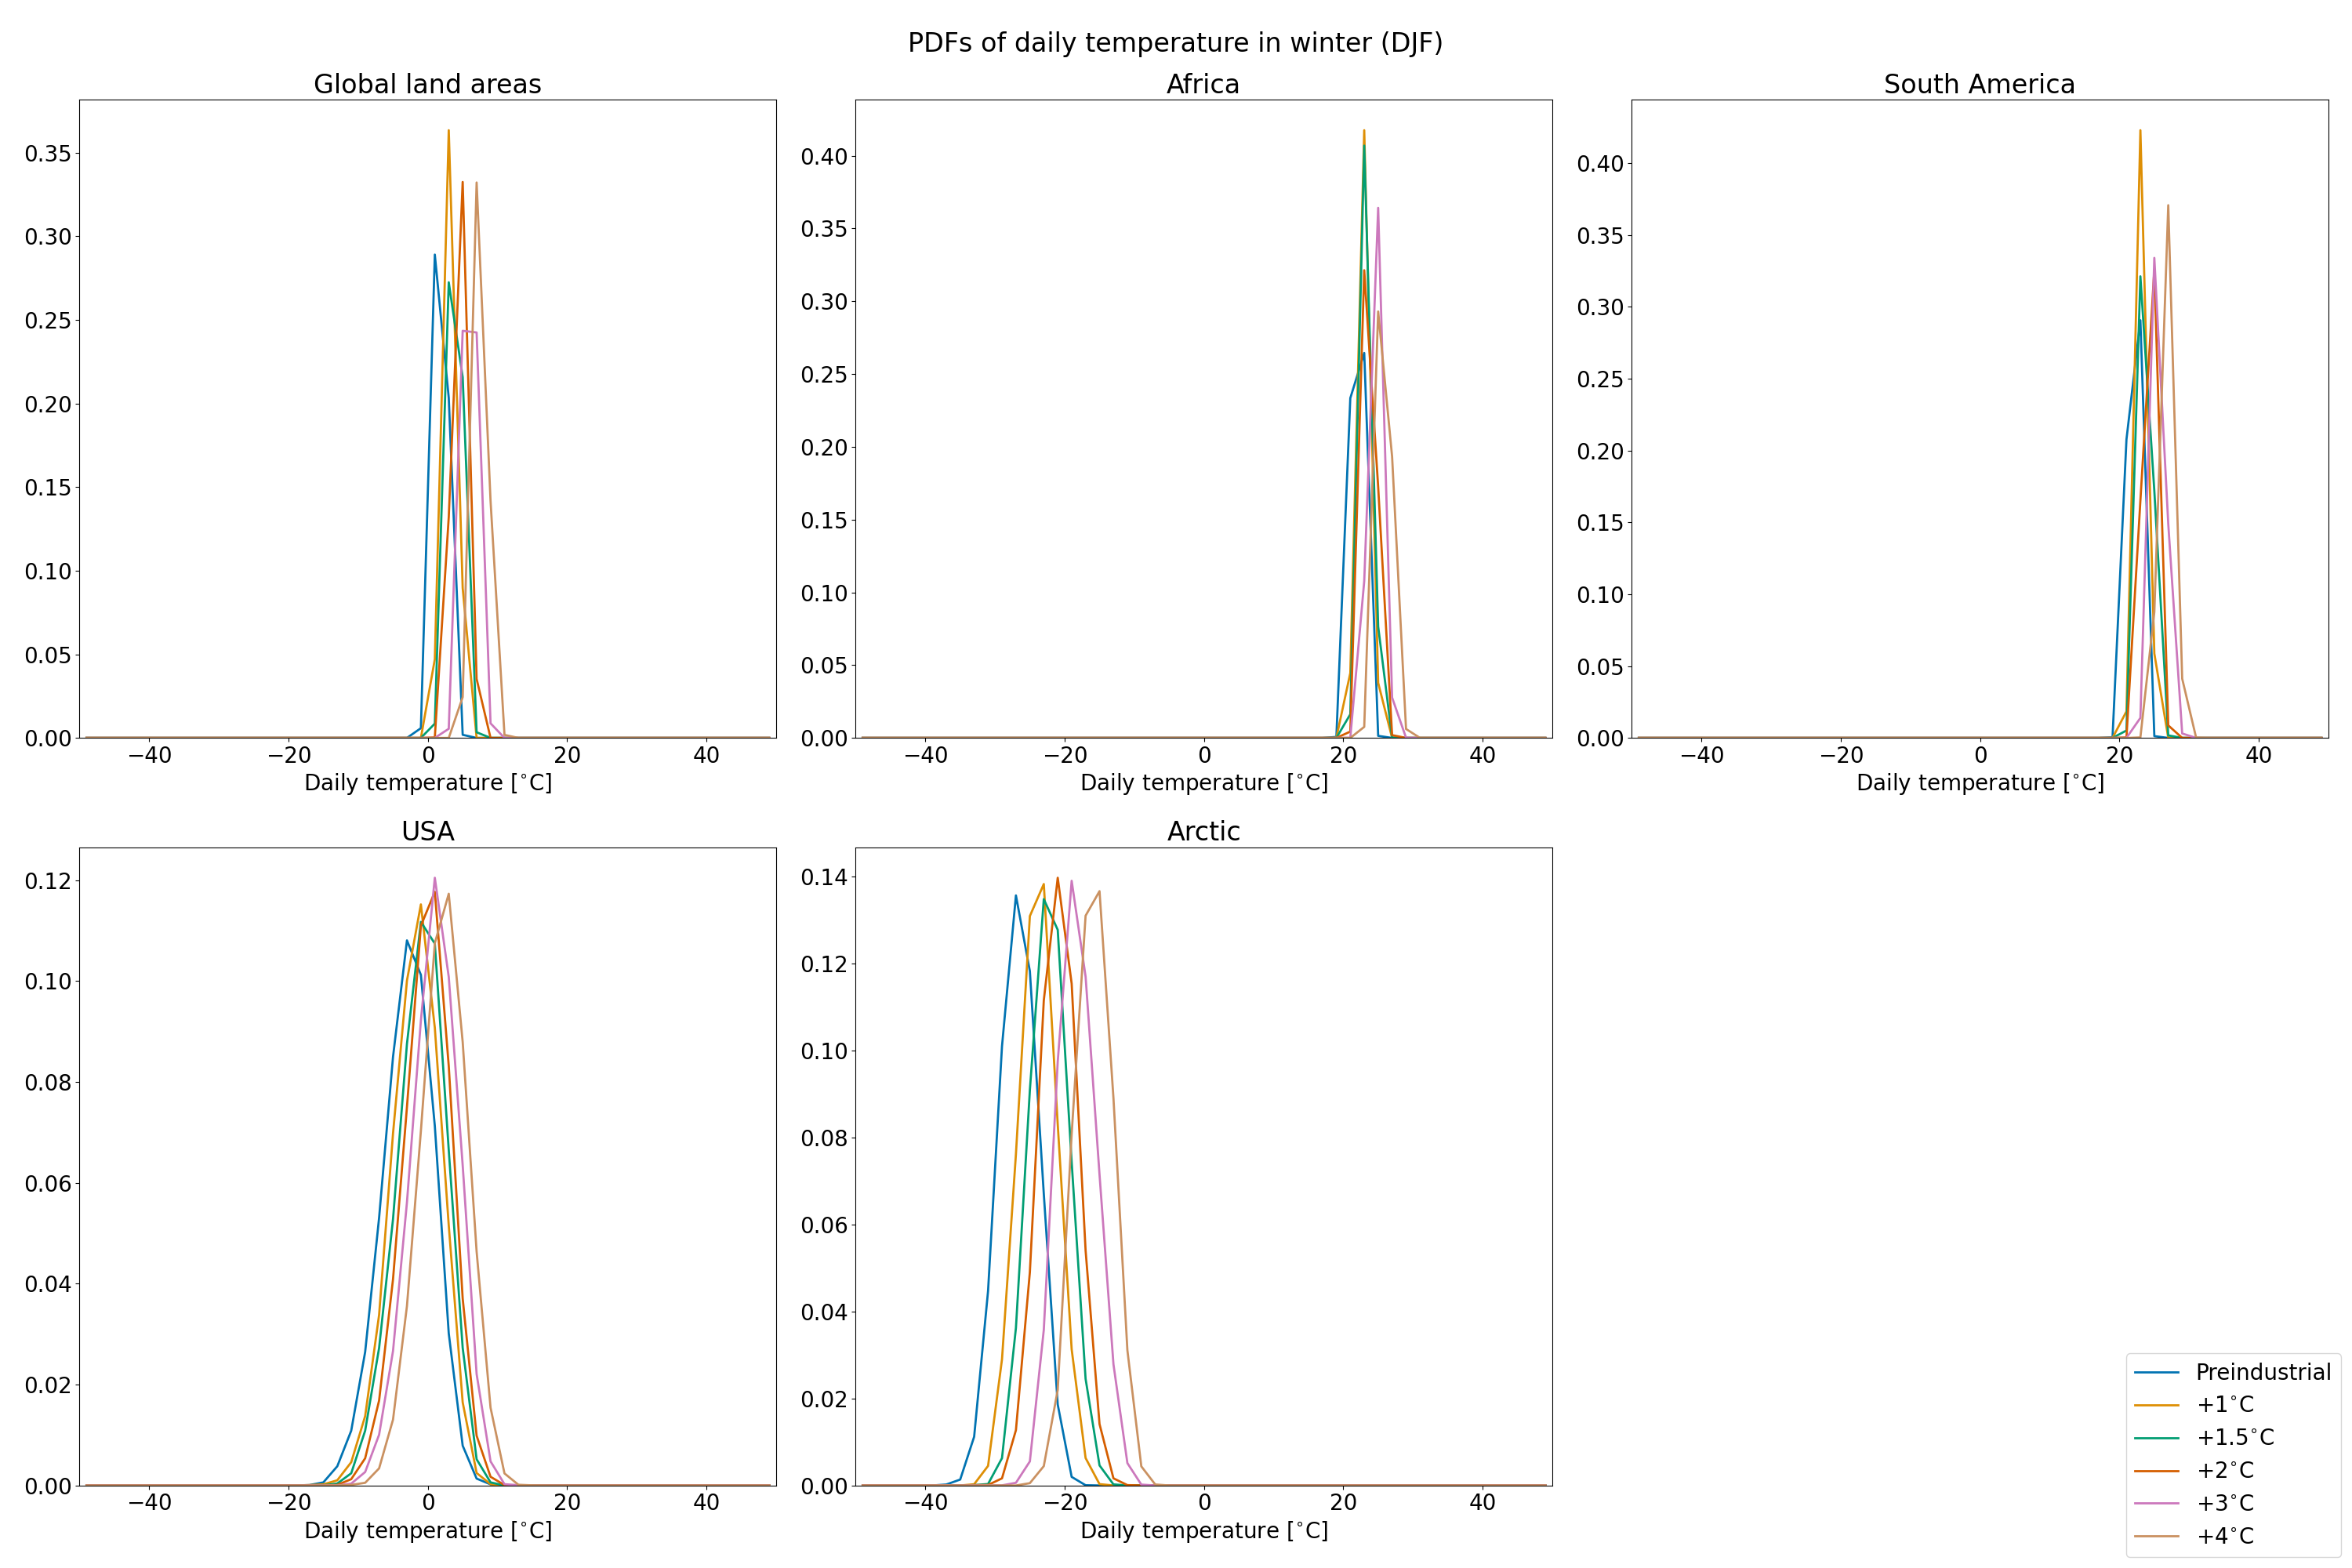 PDFs of daily temperature in winter (DJF)
Global land areas
0.35
0.30
0.25
0.20
0.15
0.10
0.05
0.00
−40 −20 0 20 40
Daily temperature [°C]
Africa
0.40
0.35
0.30
0.25
0.20
0.15
0.10
0.05
0.00
−40 −20 0 20 40
Daily temperature [°C]
South America
0.40
0.35
0.30
0.25
0.20
0.15
0.10
0.05
0.00
−40 −20 0 20 40
Daily temperature [°C]
USA
0.12
0.10
0.08
0.06
0.04
0.02
0.00
−40 −20 0 20 40
Daily temperature [°C]
Arctic
0.14
0.12
0.10
0.08
0.06
0.04
0.02
0.00
−40 −20 0 20 40
Daily temperature [°C]
Preindustrial
+1°C
+1.5°C
+2°C
+3°C
+4°C